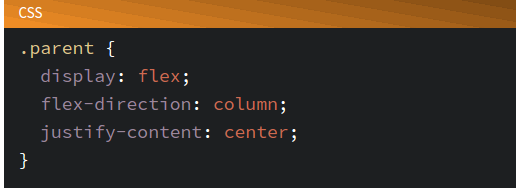 CSS
.parent {
  display: flex;
  flex-direction: column;
  justify-content: center;
}